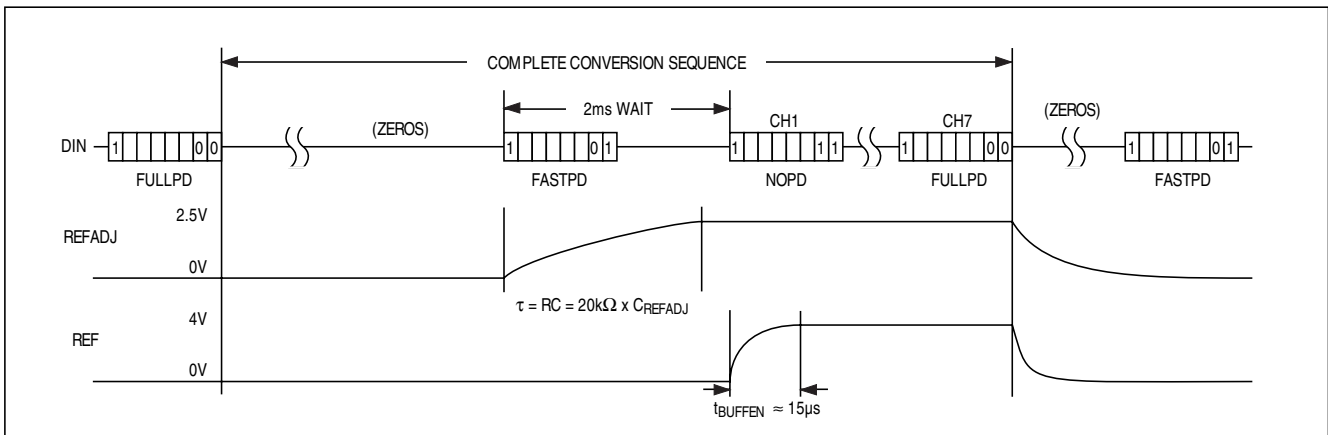 COMPLETE CONVERSION SEQUENCE
2ms WAIT
(ZEROS) CH1 CH7 (ZEROS)
DIN 1 0 0 1 0 1 1 1 1 1 0 0 1 0 1
FULLPD FASTPD NOPD FULLPD FASTPD
2.5V
REFADJ
0V
τ = RC = 20kΩ x CREFADJ
4V
REF
0V
tBUFFEN ≈ 15µs